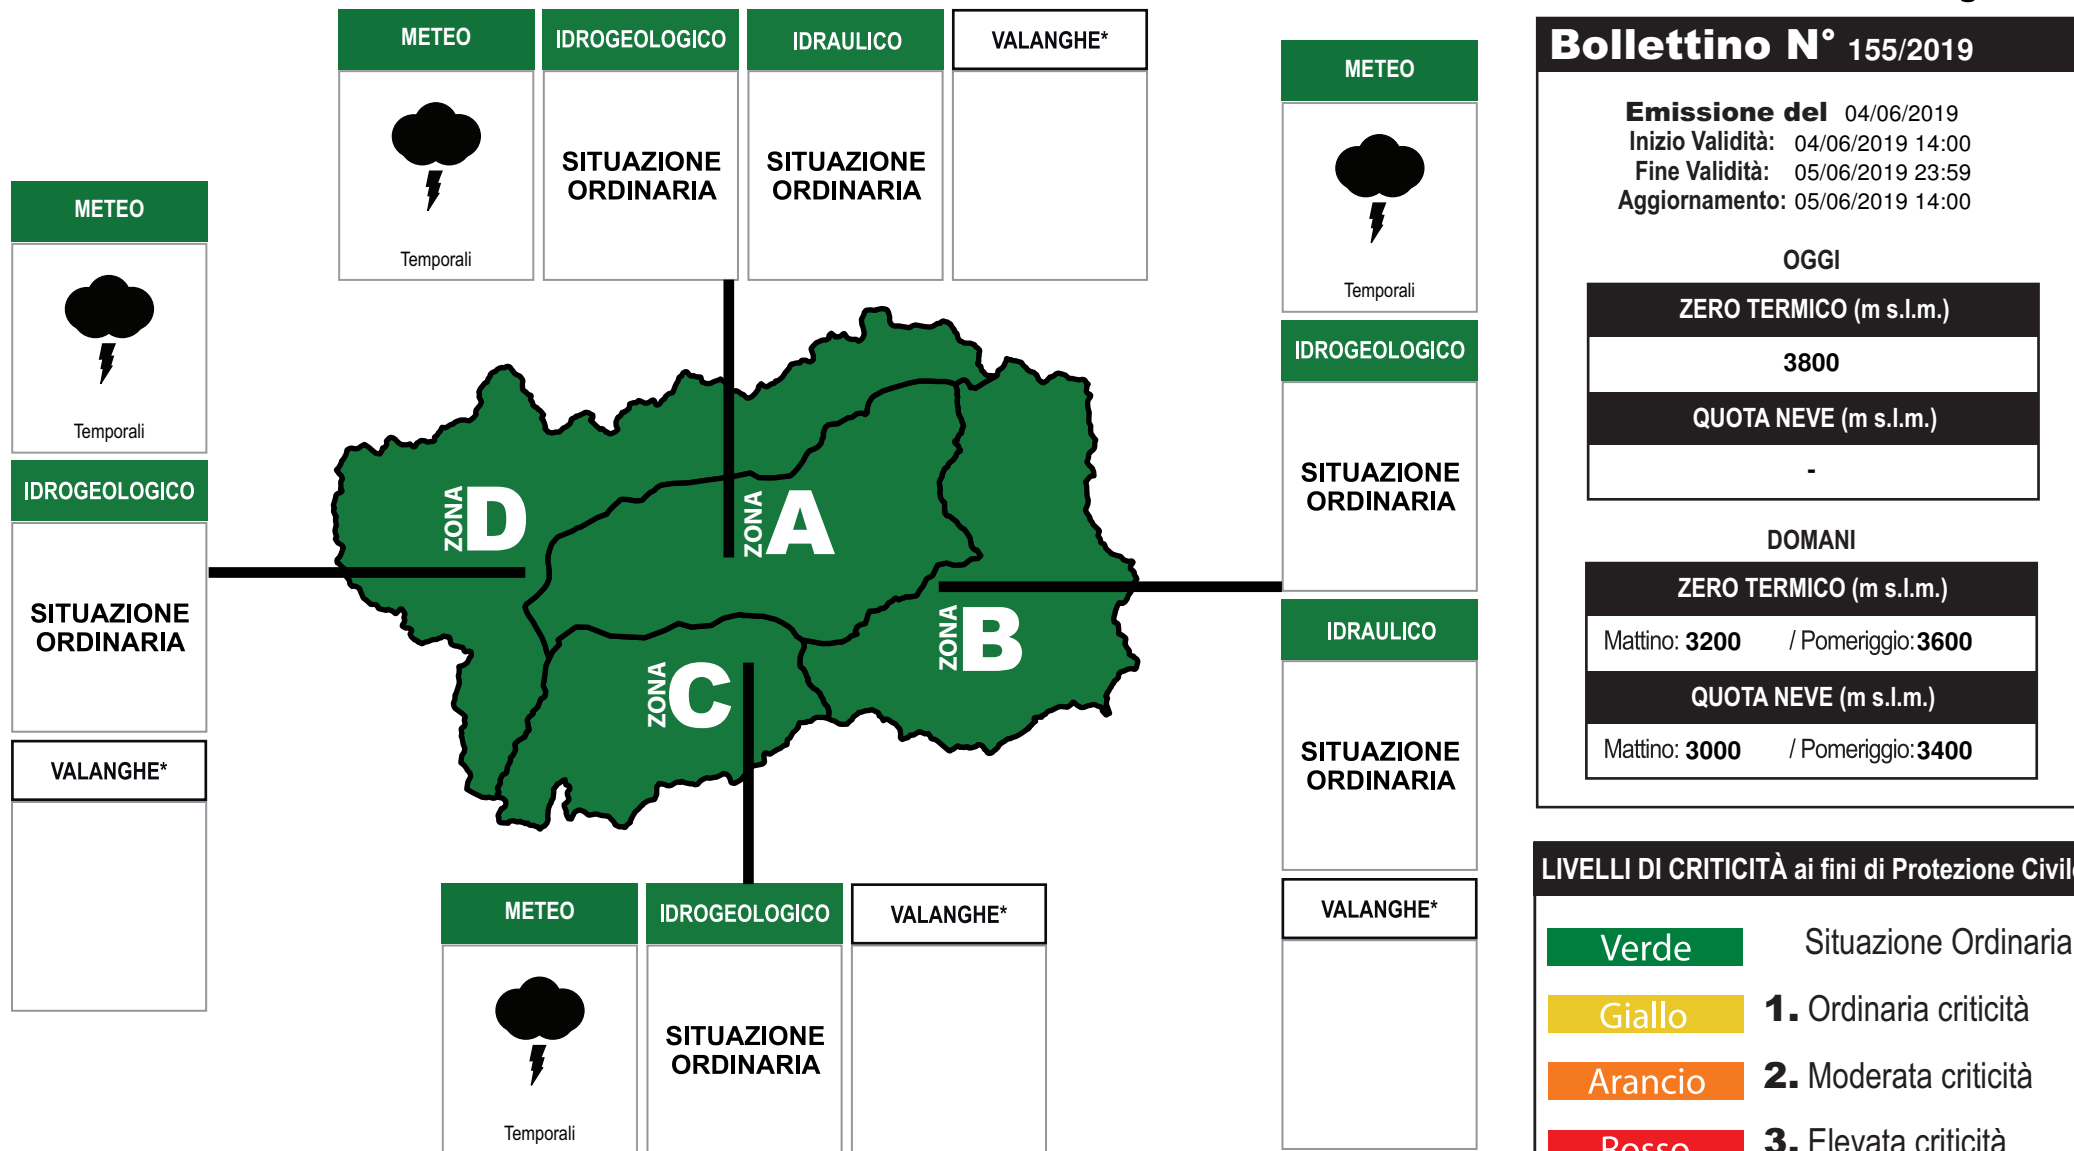 METEO
IDROGEOLOGICO
IDRAULICO
VALANGHE*
Temporali
SITUAZIONE
ORDINARIA
SITUAZIONE
ORDINARIA
METEO
Temporali
IDROGEOLOGICO
SITUAZIONE
ORDINARIA
VALANGHE*
ZONA D
ZONA A
ZONA B
ZONA C
METEO
Temporali
IDROGEOLOGICO
SITUAZIONE
ORDINARIA
IDRAULICO
SITUAZIONE
ORDINARIA
VALANGHE*
METEO
IDROGEOLOGICO
VALANGHE*
Temporali
SITUAZIONE
ORDINARIA
Bollettino N° 155/2019
Emissione del 04/06/2019
Inizio Validità: 04/06/2019 14:00
Fine Validità: 05/06/2019 23:59
Aggiornamento: 05/06/2019 14:00
OGGI
ZERO TERMICO (m s.l.m.)
3800
QUOTA NEVE (m s.l.m.)
-
DOMANI
ZERO TERMICO (m s.l.m.)
Mattino: 3200 / Pomeriggio: 3600
QUOTA NEVE (m s.l.m.)
Mattino: 3000 / Pomeriggio: 3400
LIVELLI DI CRITICITÀ ai fini di Protezione Civile
Verde Situazione Ordinaria
Giallo 1. Ordinaria criticità
Arancio 2. Moderata criticità
Rosso 3. Elevata criticità